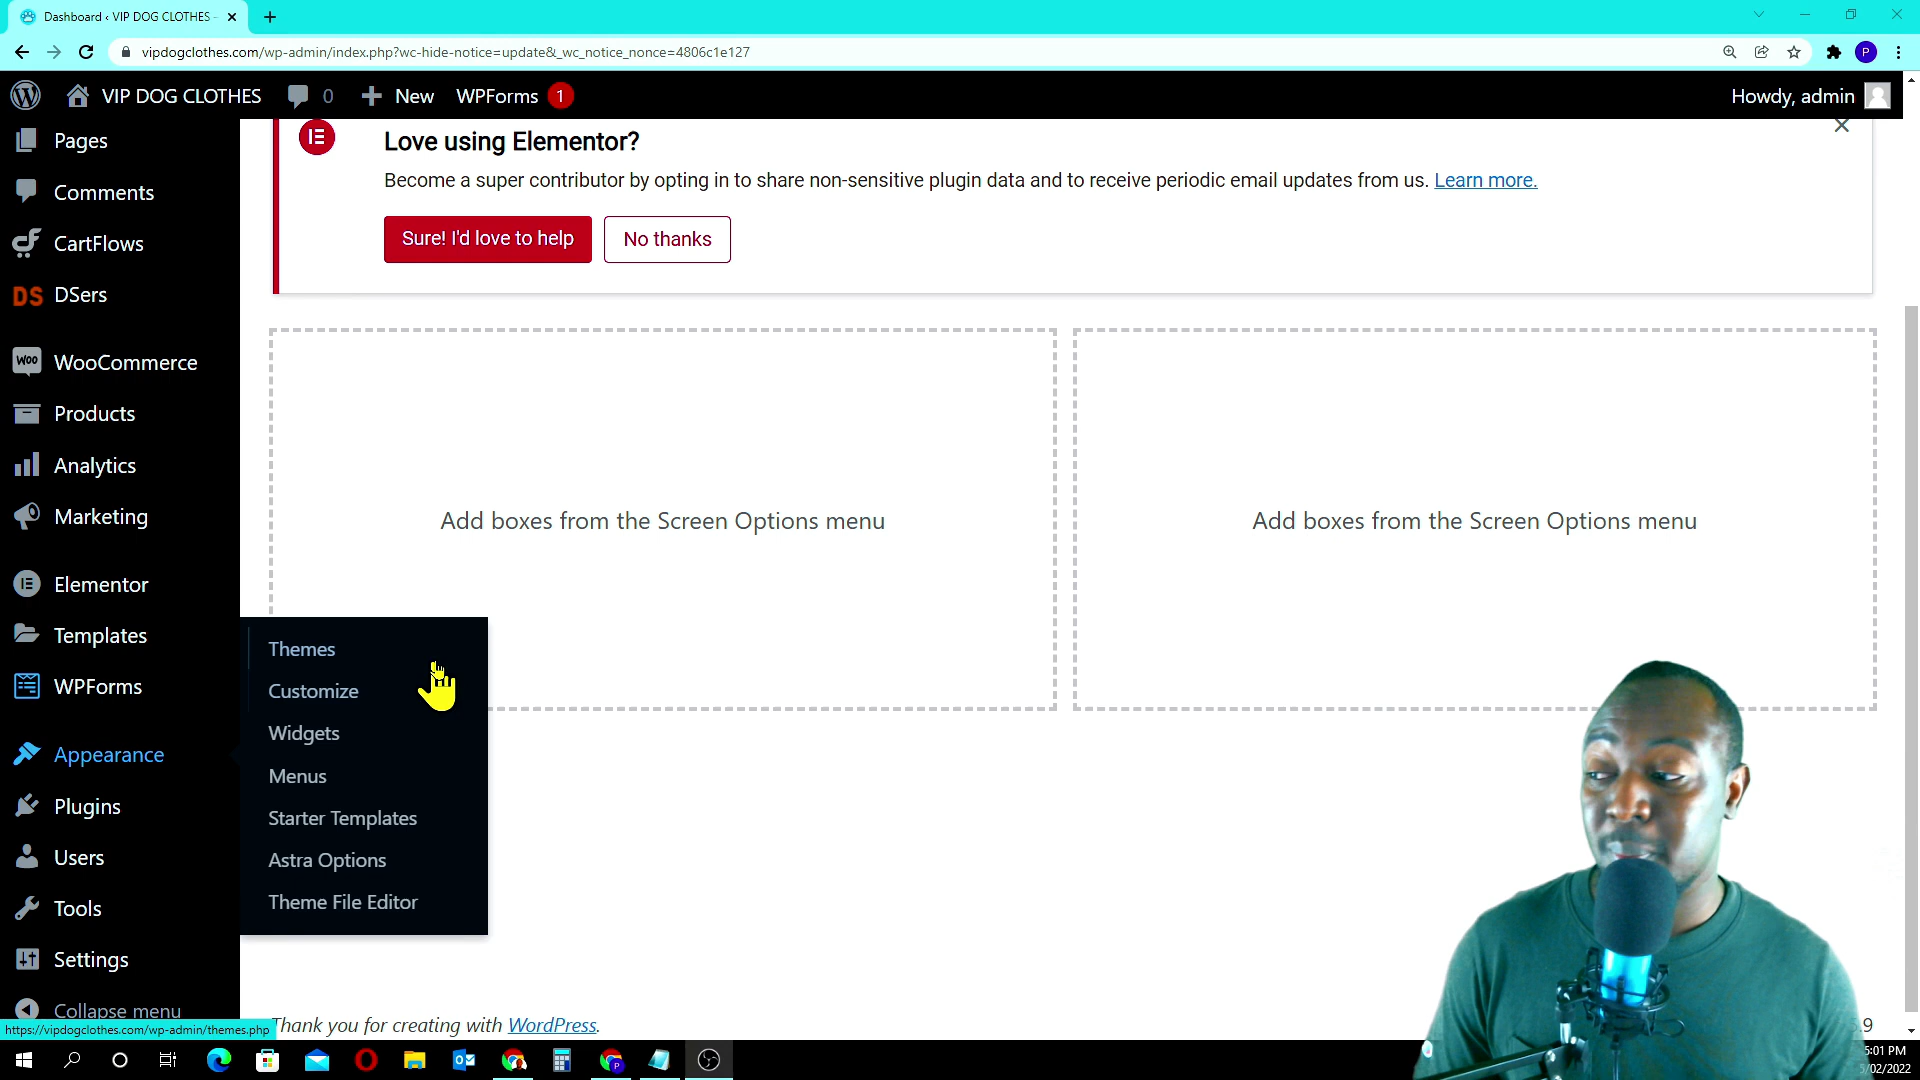 Dashboard ‹ VIP DOG CLOTHES -
vipdogclothes.com/wp-admin/index.php?wc-hide-notice=update&_wc_notice_nonce=4806c1e127
P
VIP DOG CLOTHES 0 New WPForms 1
Howdy, admin
Pages
Comments
CartFlows
DS DSers
Woo WooCommerce
Products
Analytics
Marketing
Elementor
Templates
WPForms
Appearance
Plugins
Users
Tools
Settings
Collapse menu
Love using Elementor?
Become a super contributor by opting in to share non-sensitive plugin data and to receive periodic email updates from us. Learn more.
Sure! I'd love to help
No thanks
Add boxes from the Screen Options menu
Add boxes from the Screen Options menu
Themes
Customize
Widgets
Menus
Starter Templates
Astra Options
Theme File Editor
Thank you for creating with WordPress.
.9
https://vipdogclothes.com/wp-admin/themes.php
5:01 PM
/02/2022